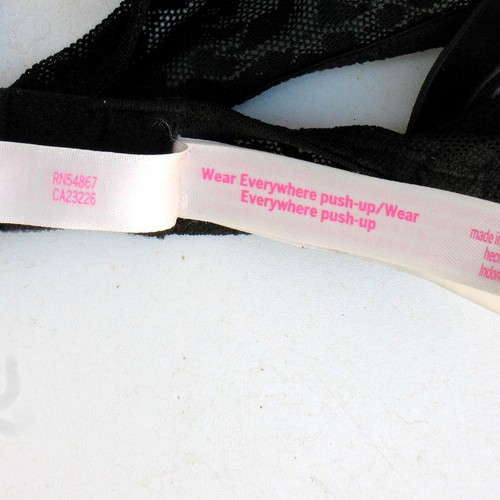 RN54867
CA23226
Wear Everywhere push-up/Wear
Everywhere push-up
made in